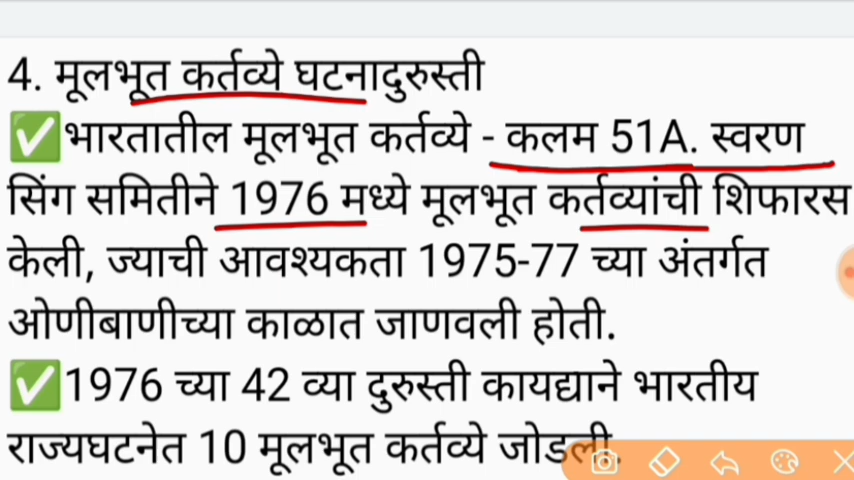 4. मूलभूत कर्तव्ये घटनादुरुस्ती
✅भारतातील मूलभूत कर्तव्ये - कलम 51A. स्वरण
सिंग समितीने 1976 मध्ये मूलभूत कर्तव्यांची शिफारस
केली, ज्याची आवश्यकता 1975-77 च्या अंतर्गत
ओणीबाणीच्या काळात जाणवली होती.
✅1976 च्या 42 व्या दुरुस्ती कायद्याने भारतीय
राज्यघटनेत 10 मूलभूत कर्तव्ये जोडली.